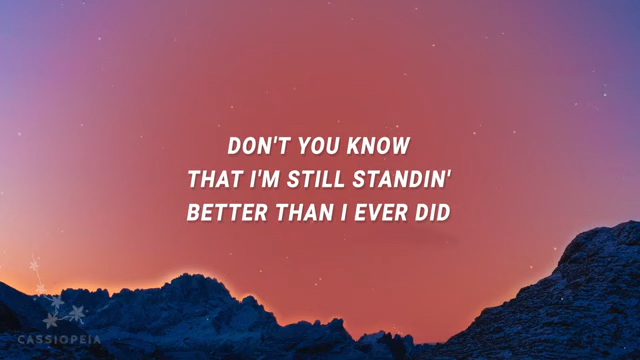 DON'T YOU KNOW
THAT I'M STILL STANDIN'
BETTER THAN I EVER DID
CASSIOPEIA